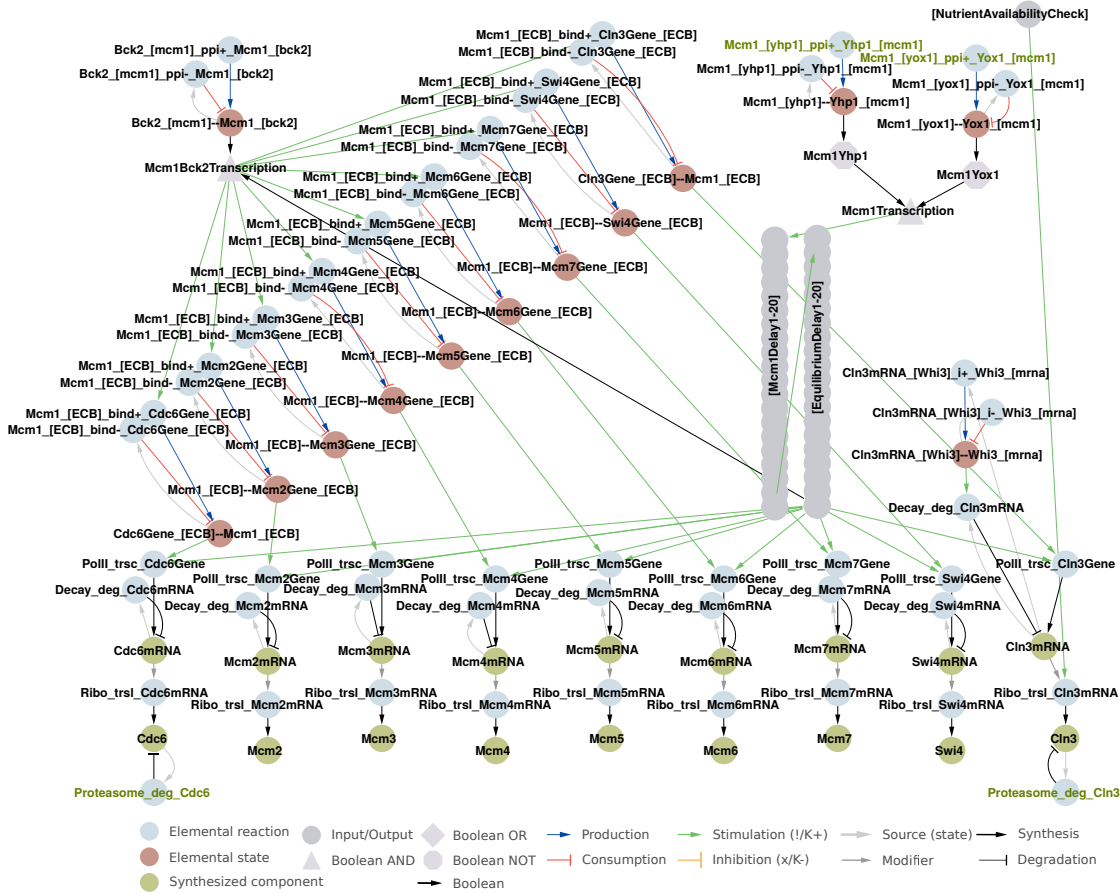 [NutrientAvailabilityCheck]
Mcm1_[ECB]_bind+_Cln3Gene_[ECB]
Mcm1_[ECB]_bind-_Cln3Gene_[ECB]
Bck2_[mcm1]_ppi+_Mcm1_[bck2]
Bck2_[mcm1]_ppi-_Mcm1_[bck2]
Mcm1_[yhp1]_ppi+_Yhp1_[mcm1]
Mcm1_[yox1]_ppi+_Yox1_[mcm1]
Mcm1_[yhp1]_ppi-_Yhp1_[mcm1]
Mcm1_[yox1]_ppi-_Yox1_[mcm1]
Mcm1_[ECB]_bind+_Swi4Gene_[ECB]
Mcm1_[ECB]_bind-_Swi4Gene_[ECB]
Mcm1_[yhp1]--Yhp1_[mcm1]
Mcm1_[yox1]--Yox1_[mcm1]
Bck2_[mcm1]--Mcm1_[bck2]
Mcm1_[ECB]_bind+_Mcm7Gene_[ECB]
Mcm1_[ECB]_bind-_Mcm7Gene_[ECB]
Mcm1Yhp1
Mcm1Yox1
Mcm1Bck2Transcription
Mcm1_[ECB]_bind+_Mcm6Gene_[ECB]
Mcm1_[ECB]_bind-_Mcm6Gene_[ECB]
Cln3Gene_[ECB]--Mcm1_[ECB]
Mcm1Transcription
Mcm1_[ECB]_bind+_Mcm5Gene_[ECB]
Mcm1_[ECB]_bind-_Mcm5Gene_[ECB]
Mcm1_[ECB]--Swi4Gene_[ECB]
Mcm1_[ECB]_bind+_Mcm4Gene_[ECB]
Mcm1_[ECB]_bind-_Mcm4Gene_[ECB]
Mcm1_[ECB]--Mcm7Gene_[ECB]
Mcm1_[ECB]_bind+_Mcm3Gene_[ECB]
Mcm1_[ECB]_bind-_Mcm3Gene_[ECB]
Mcm1_[ECB]--Mcm6Gene_[ECB]
[Mcm1Delay1-20]
[EquilibriumDelay1-20]
Mcm1_[ECB]_bind+_Mcm2Gene_[ECB]
Mcm1_[ECB]_bind-_Mcm2Gene_[ECB]
Mcm1_[ECB]--Mcm5Gene_[ECB]
Cln3mRNA_[Whi3]_i+_Whi3_[mrna]
Cln3mRNA_[Whi3]_i-_Whi3_[mrna]
Mcm1_[ECB]_bind+_Cdc6Gene_[ECB]
Mcm1_[ECB]_bind-_Cdc6Gene_[ECB]
Mcm1_[ECB]--Mcm4Gene_[ECB]
Mcm1_[ECB]--Mcm3Gene_[ECB]
Cln3mRNA_[Whi3]--Whi3_[mrna]
Mcm1_[ECB]--Mcm2Gene_[ECB]
Decay_deg_Cln3mRNA
Cdc6Gene_[ECB]--Mcm1_[ECB]
PolII_trsc_Cdc6Gene
PolII_trsc_Mcm2Gene
PolII_trsc_Mcm3Gene
PolII_trsc_Mcm4Gene
PolII_trsc_Mcm5Gene
PolII_trsc_Mcm6Gene
PolII_trsc_Mcm7Gene
PolII_trsc_Swi4Gene
PolII_trsc_Cln3Gene
Decay_deg_Cdc6mRNA
Decay_deg_Mcm2mRNA
Decay_deg_Mcm3mRNA
Decay_deg_Mcm4mRNA
Decay_deg_Mcm5mRNA
Decay_deg_Mcm6mRNA
Decay_deg_Mcm7mRNA
Decay_deg_Swi4mRNA
Cdc6mRNA
Mcm2mRNA
Mcm3mRNA
Mcm4mRNA
Mcm5mRNA
Mcm6mRNA
Mcm7mRNA
Swi4mRNA
Cln3mRNA
Ribo_trsl_Cdc6mRNA
Ribo_trsl_Mcm2mRNA
Ribo_trsl_Mcm3mRNA
Ribo_trsl_Mcm4mRNA
Ribo_trsl_Mcm5mRNA
Ribo_trsl_Mcm6mRNA
Ribo_trsl_Mcm7mRNA
Ribo_trsl_Swi4mRNA
Ribo_trsl_Cln3mRNA
Cdc6
Mcm2
Mcm3
Mcm4
Mcm5
Mcm6
Mcm7
Swi4
Cln3
Proteasome_deg_Cdc6
Proteasome_deg_Cln3
Elemental reaction
Input/Output
Boolean OR
Production
Stimulation (!/K+)
Source (state)
Synthesis
Elemental state
Boolean AND
Boolean NOT
Consumption
Inhibition (x/K-)
Modifier
Degradation
Synthesized component
Boolean